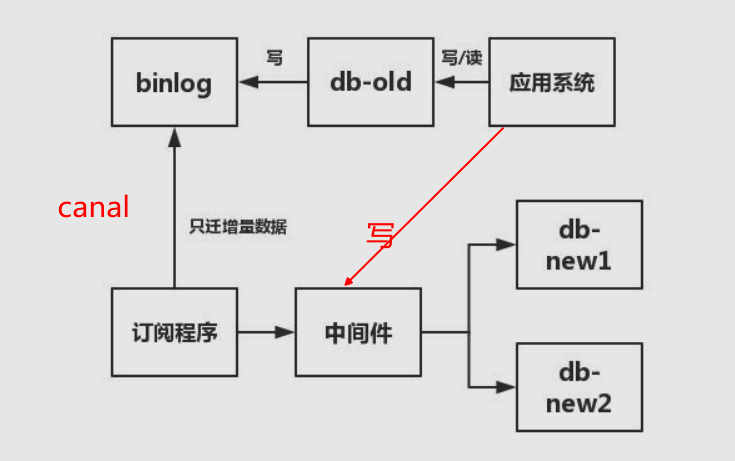 binlog
写
db-old
写/读
应用系统
canal
只迁增量数据
写
db-
new1
订阅程序
中间件
db-
new2